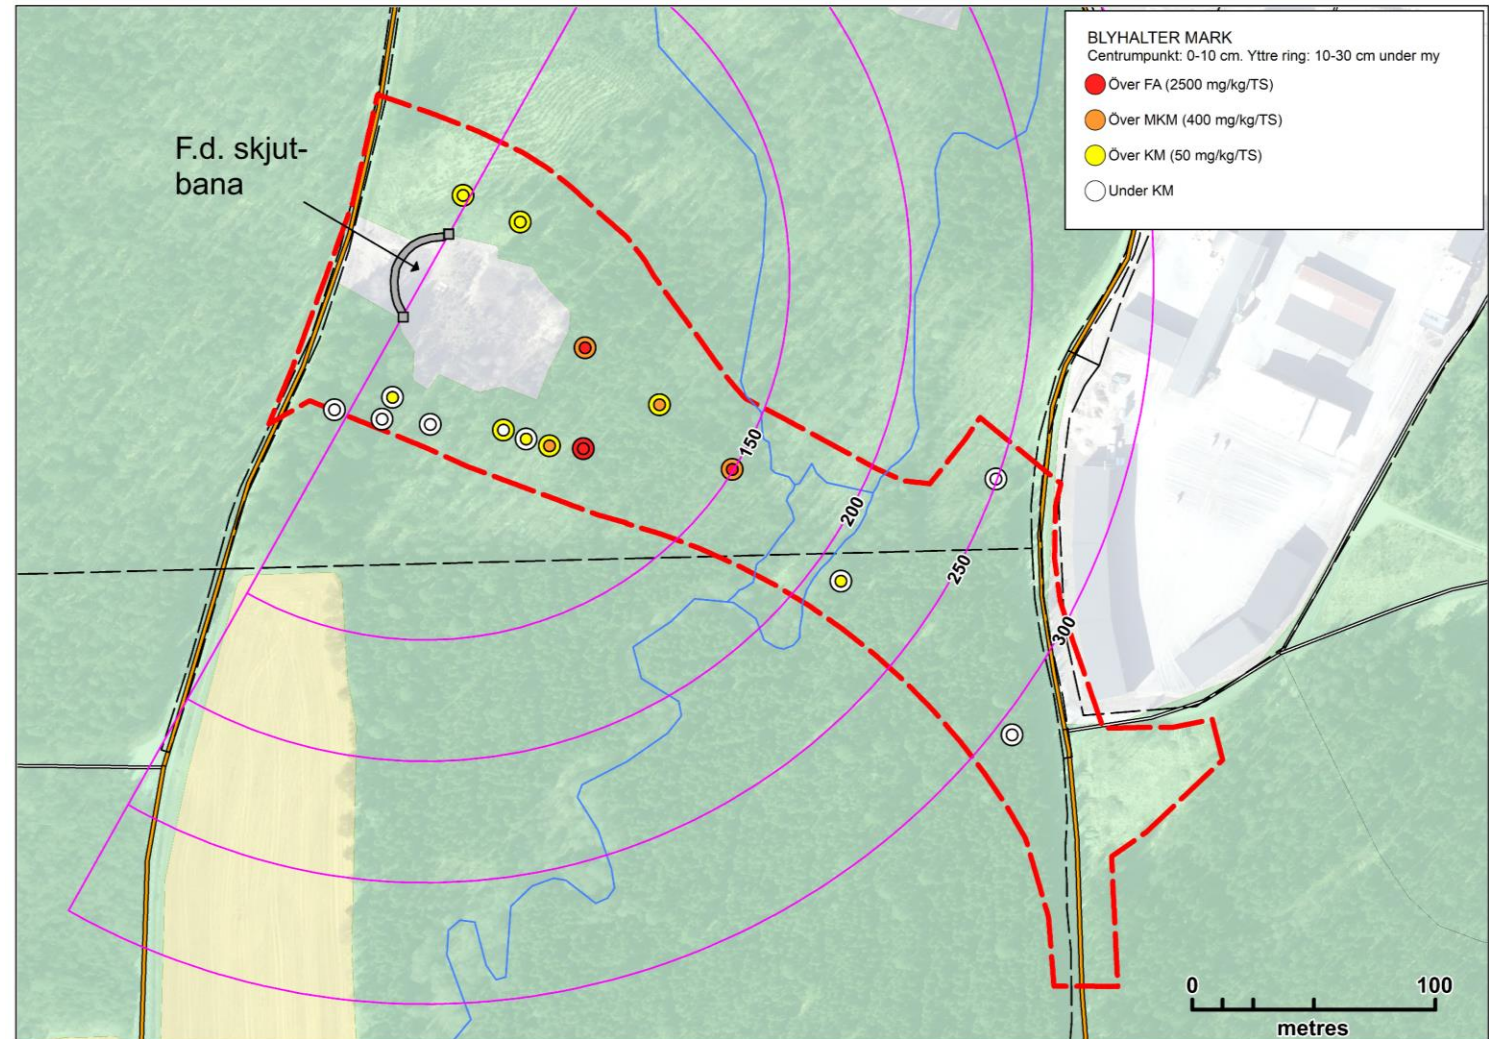 BLYHALTER MARK
Centrumpunkt: 0-10 cm. Yttre ring: 10-30 cm under my
Över FA (2500 mg/kg/TS)
Över MKM (400 mg/kg/TS)
Över KM (50 mg/kg/TS)
Under KM
F.d. skjut-
bana
150
200
250
300
0 100
metres